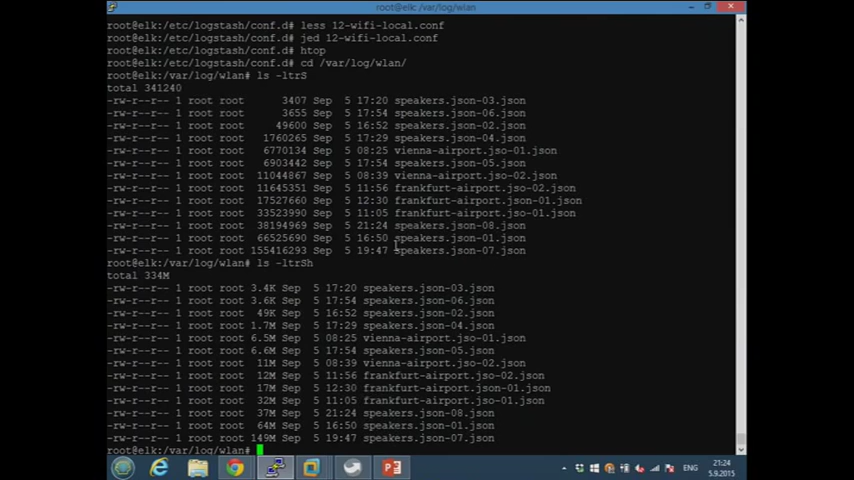 root@elk: /var/log/wlan
root@elk:/etc/logstash/conf.d# less 12-wifi-local.conf
root@elk:/etc/logstash/conf.d# jed 12-wifi-local.conf
root@elk:/etc/logstash/conf.d# htop
root@elk:/etc/logstash/conf.d# cd /var/log/wlan/
root@elk:/var/log/wlan# ls -ltrS
total 341240
-rw-r--r-- 1 root root 3407 Sep 5 17:20 speakers.json-03.json
-rw-r--r-- 1 root root 3655 Sep 5 17:54 speakers.json-06.json
-rw-r--r-- 1 root root 49600 Sep 5 16:52 speakers.json-02.json
-rw-r--r-- 1 root root 1760265 Sep 5 17:29 speakers.json-04.json
-rw-r--r-- 1 root root 6770134 Sep 5 08:25 vienna-airport.jso-01.json
-rw-r--r-- 1 root root 6903442 Sep 5 17:54 speakers.json-05.json
-rw-r--r-- 1 root root 11044867 Sep 5 08:39 vienna-airport.jso-02.json
-rw-r--r-- 1 root root 11645351 Sep 5 11:56 frankfurt-airport.jso-02.json
-rw-r--r-- 1 root root 17527660 Sep 5 12:30 frankfurt-airport.json-01.json
-rw-r--r-- 1 root root 33523990 Sep 5 11:05 frankfurt-airport.jso-01.json
-rw-r--r-- 1 root root 38194969 Sep 5 21:24 speakers.json-08.json
-rw-r--r-- 1 root root 66525690 Sep 5 16:50 speakers.json-01.json
-rw-r--r-- 1 root root 155416293 Sep 5 19:47 speakers.json-07.json
root@elk:/var/log/wlan# ls -ltrSh
total 334M
-rw-r--r-- 1 root root 3.4K Sep 5 17:20 speakers.json-03.json
-rw-r--r-- 1 root root 3.6K Sep 5 17:54 speakers.json-06.json
-rw-r--r-- 1 root root 49K Sep 5 16:52 speakers.json-02.json
-rw-r--r-- 1 root root 1.7M Sep 5 17:29 speakers.json-04.json
-rw-r--r-- 1 root root 6.5M Sep 5 08:25 vienna-airport.jso-01.json
-rw-r--r-- 1 root root 6.6M Sep 5 17:54 speakers.json-05.json
-rw-r--r-- 1 root root 11M Sep 5 08:39 vienna-airport.jso-02.json
-rw-r--r-- 1 root root 12M Sep 5 11:56 frankfurt-airport.jso-02.json
-rw-r--r-- 1 root root 17M Sep 5 12:30 frankfurt-airport.json-01.json
-rw-r--r-- 1 root root 32M Sep 5 11:05 frankfurt-airport.jso-01.json
-rw-r--r-- 1 root root 37M Sep 5 21:24 speakers.json-08.json
-rw-r--r-- 1 root root 64M Sep 5 16:50 speakers.json-01.json
-rw-r--r-- 1 root root 149M Sep 5 19:47 speakers.json-07.json
root@elk:/var/log/wlan#
ENG
21:24
5.9.2015